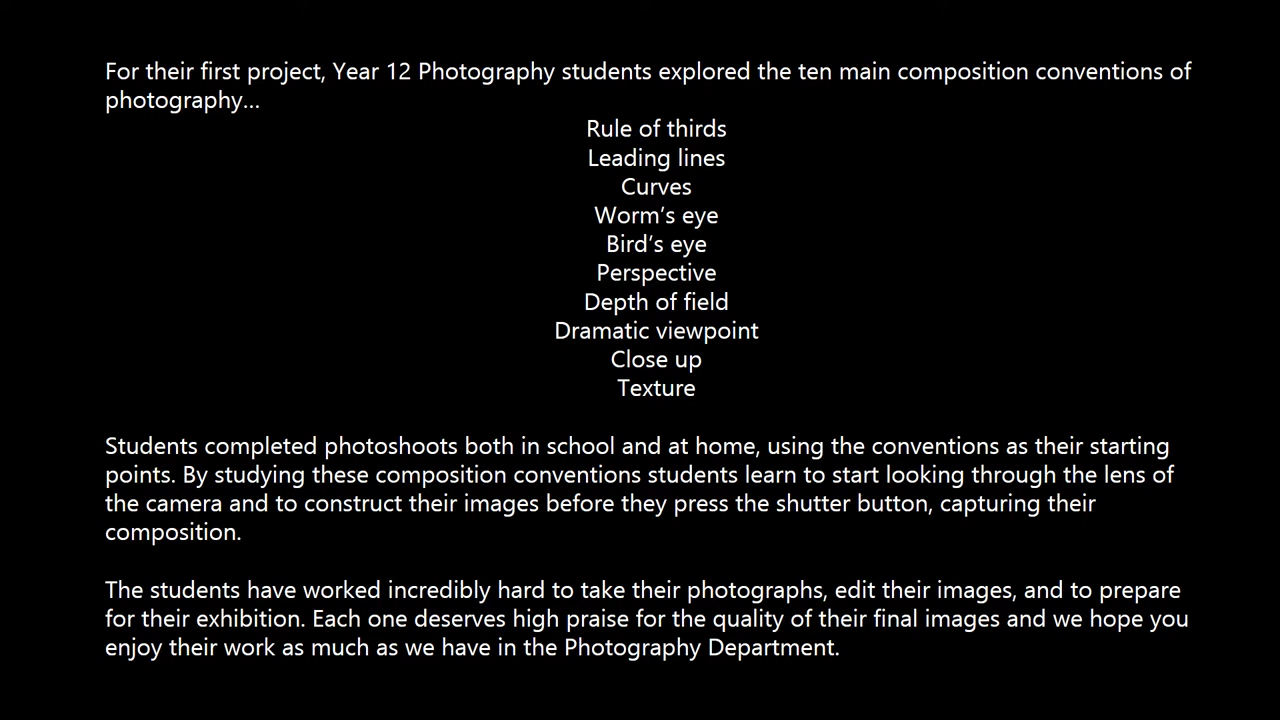 For their first project, Year 12 Photography students explored the ten main composition conventions of
photography...
Rule of thirds
Leading lines
Curves
Worm’s eye
Bird’s eye
Perspective
Depth of field
Dramatic viewpoint
Close up
Texture
Students completed photoshoots both in school and at home, using the conventions as their starting
points. By studying these composition conventions students learn to start looking through the lens of
the camera and to construct their images before they press the shutter button, capturing their
composition.
The students have worked incredibly hard to take their photographs, edit their images, and to prepare
for their exhibition. Each one deserves high praise for the quality of their final images and we hope you
enjoy their work as much as we have in the Photography Department.